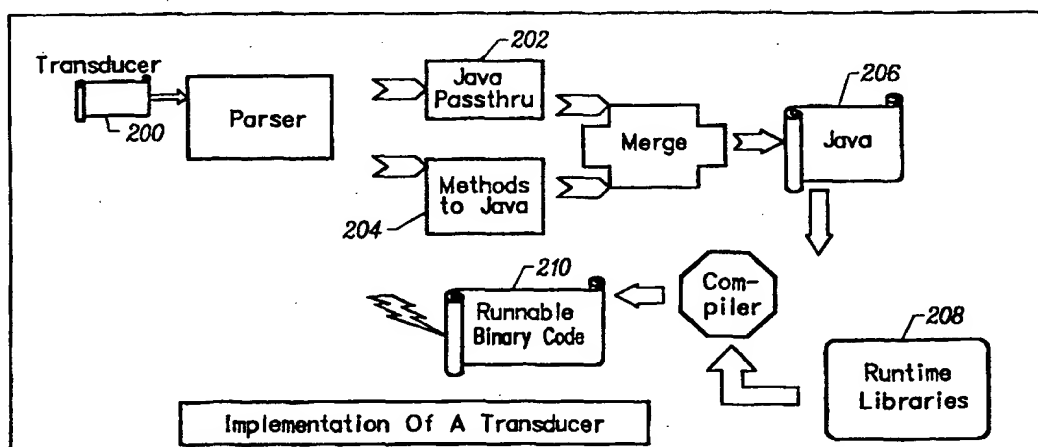 Transducer
200
Parser
202
Java
Passthru
Methods
to Java
204
Merge
206
Java
Com-
piler
210
Runnable
Binary Code
208
Runtime
Libraries
Implementation Of A Transducer